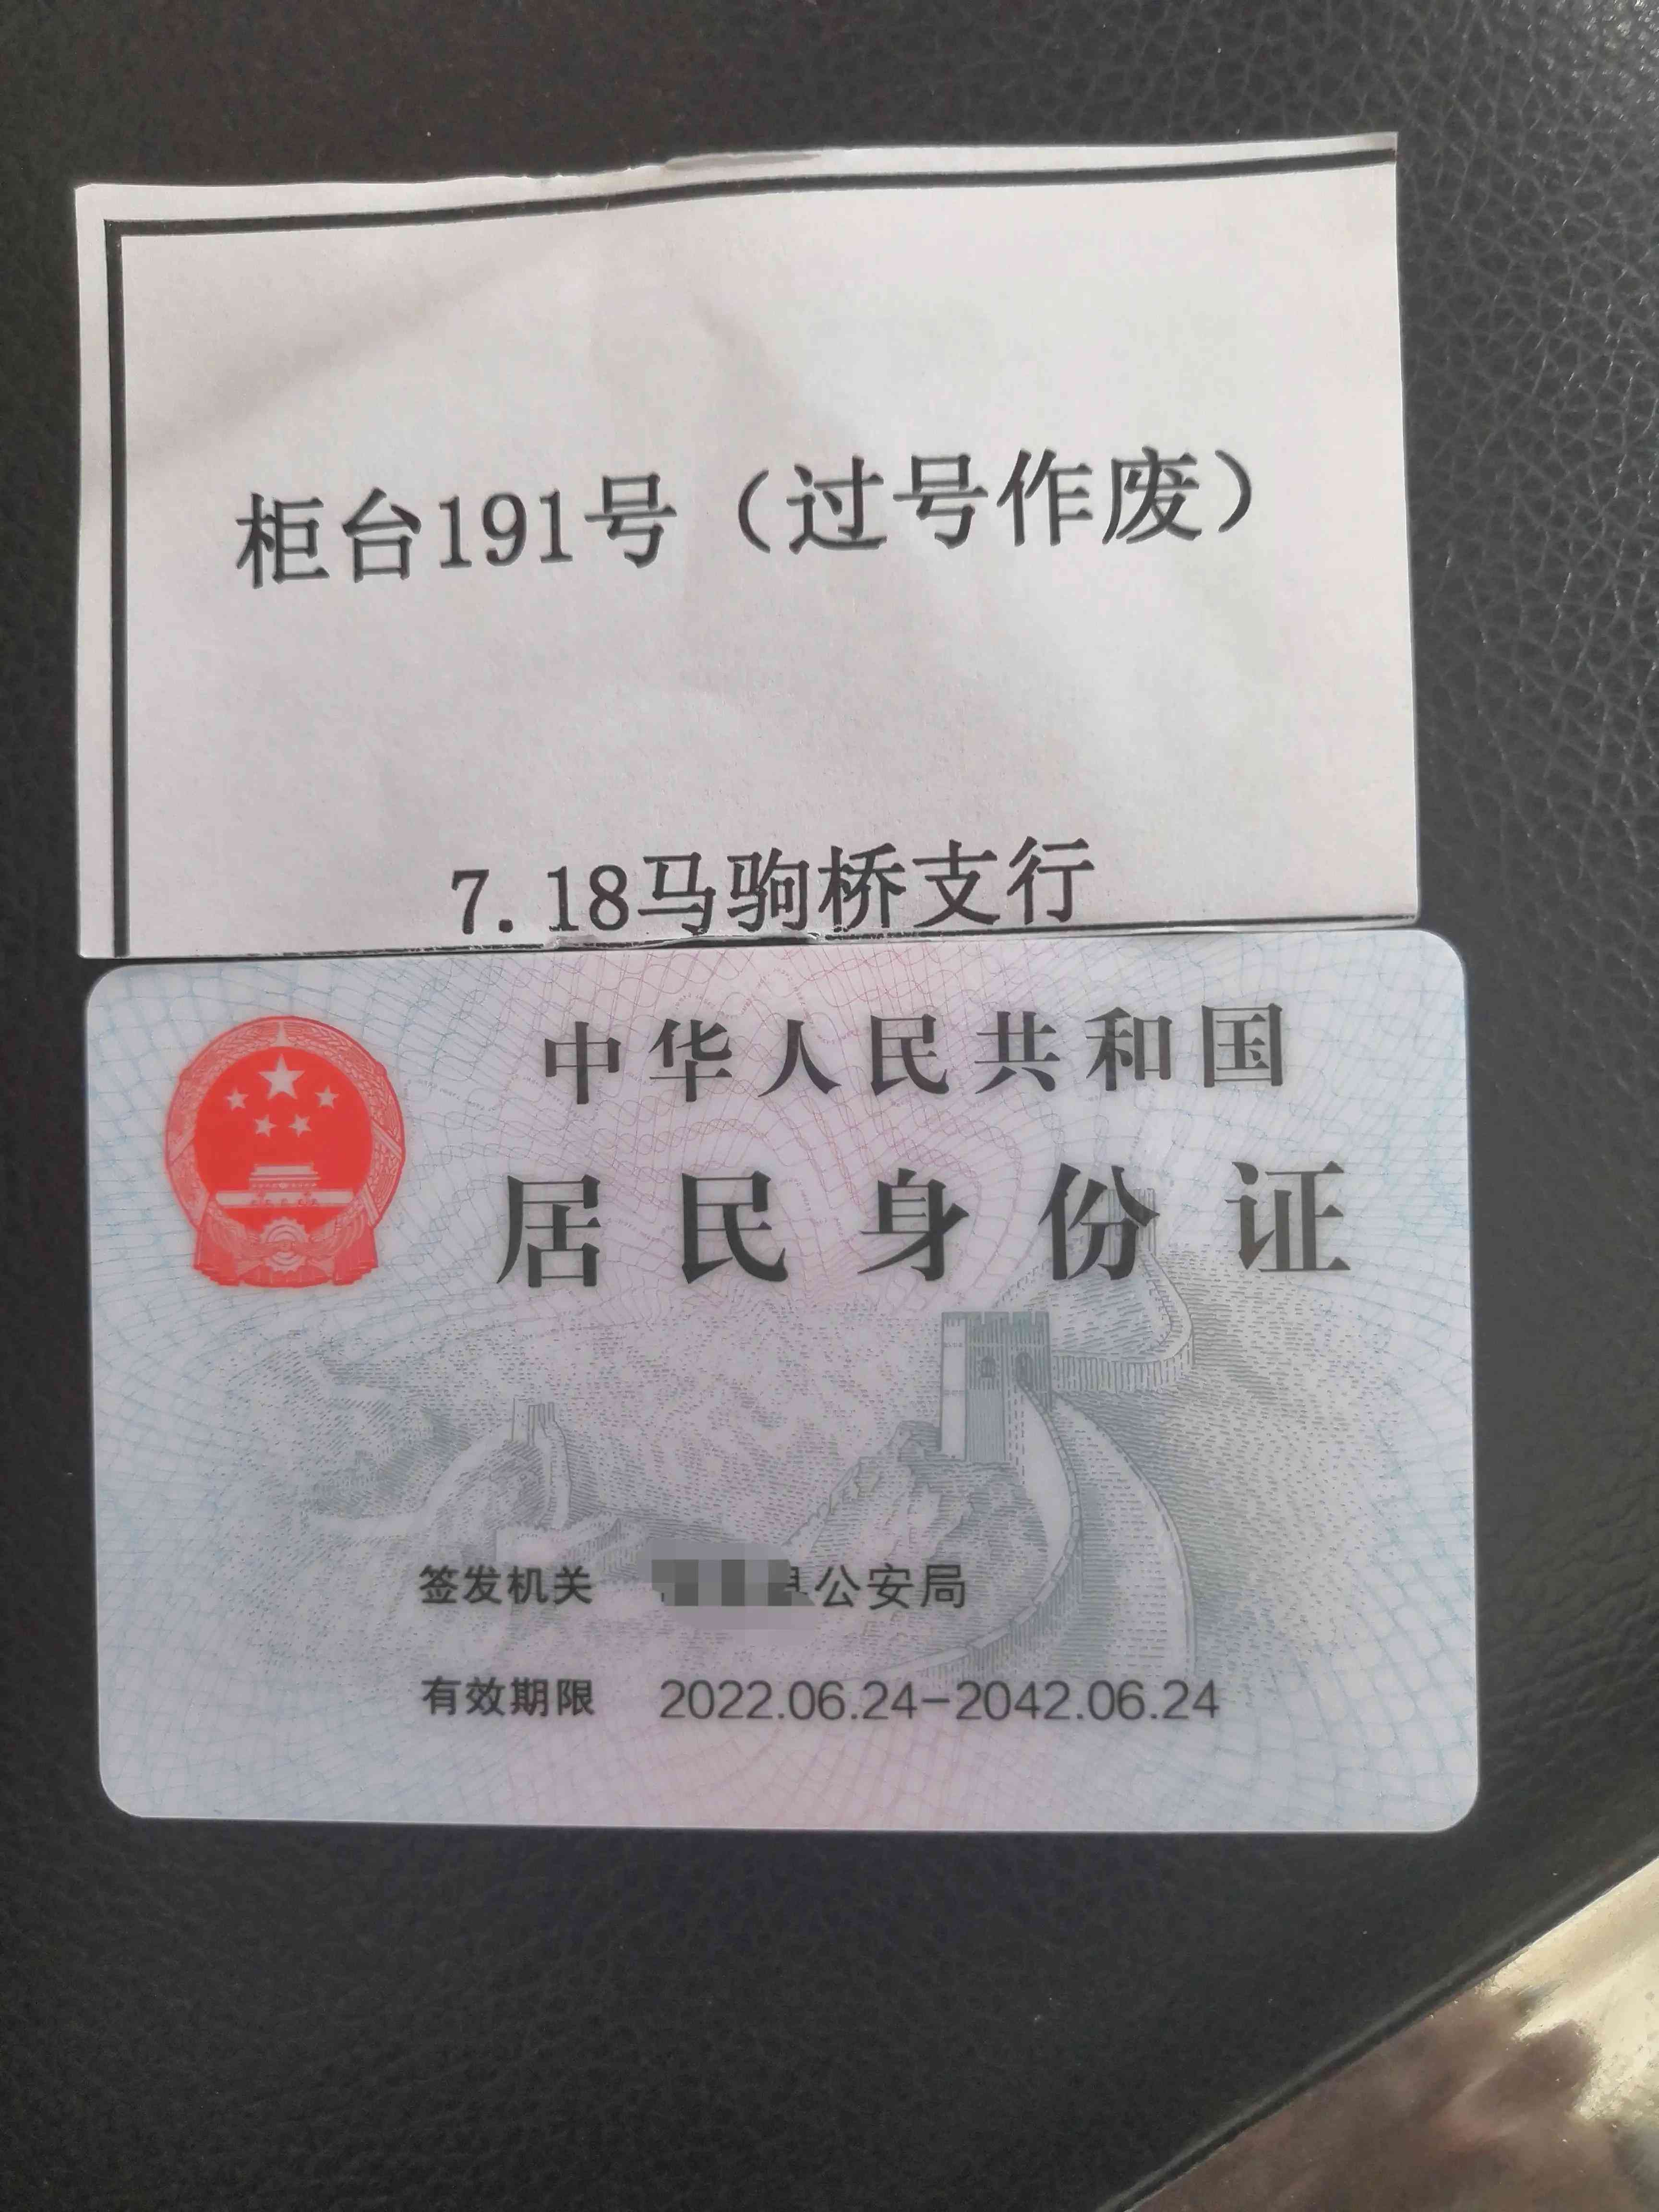 柜台191号（过号作废）
7.18马驹桥支行
中华人民共和国
居民身份证
签发机关 县公安局
有效期限 2022.06.24-2042.06.24